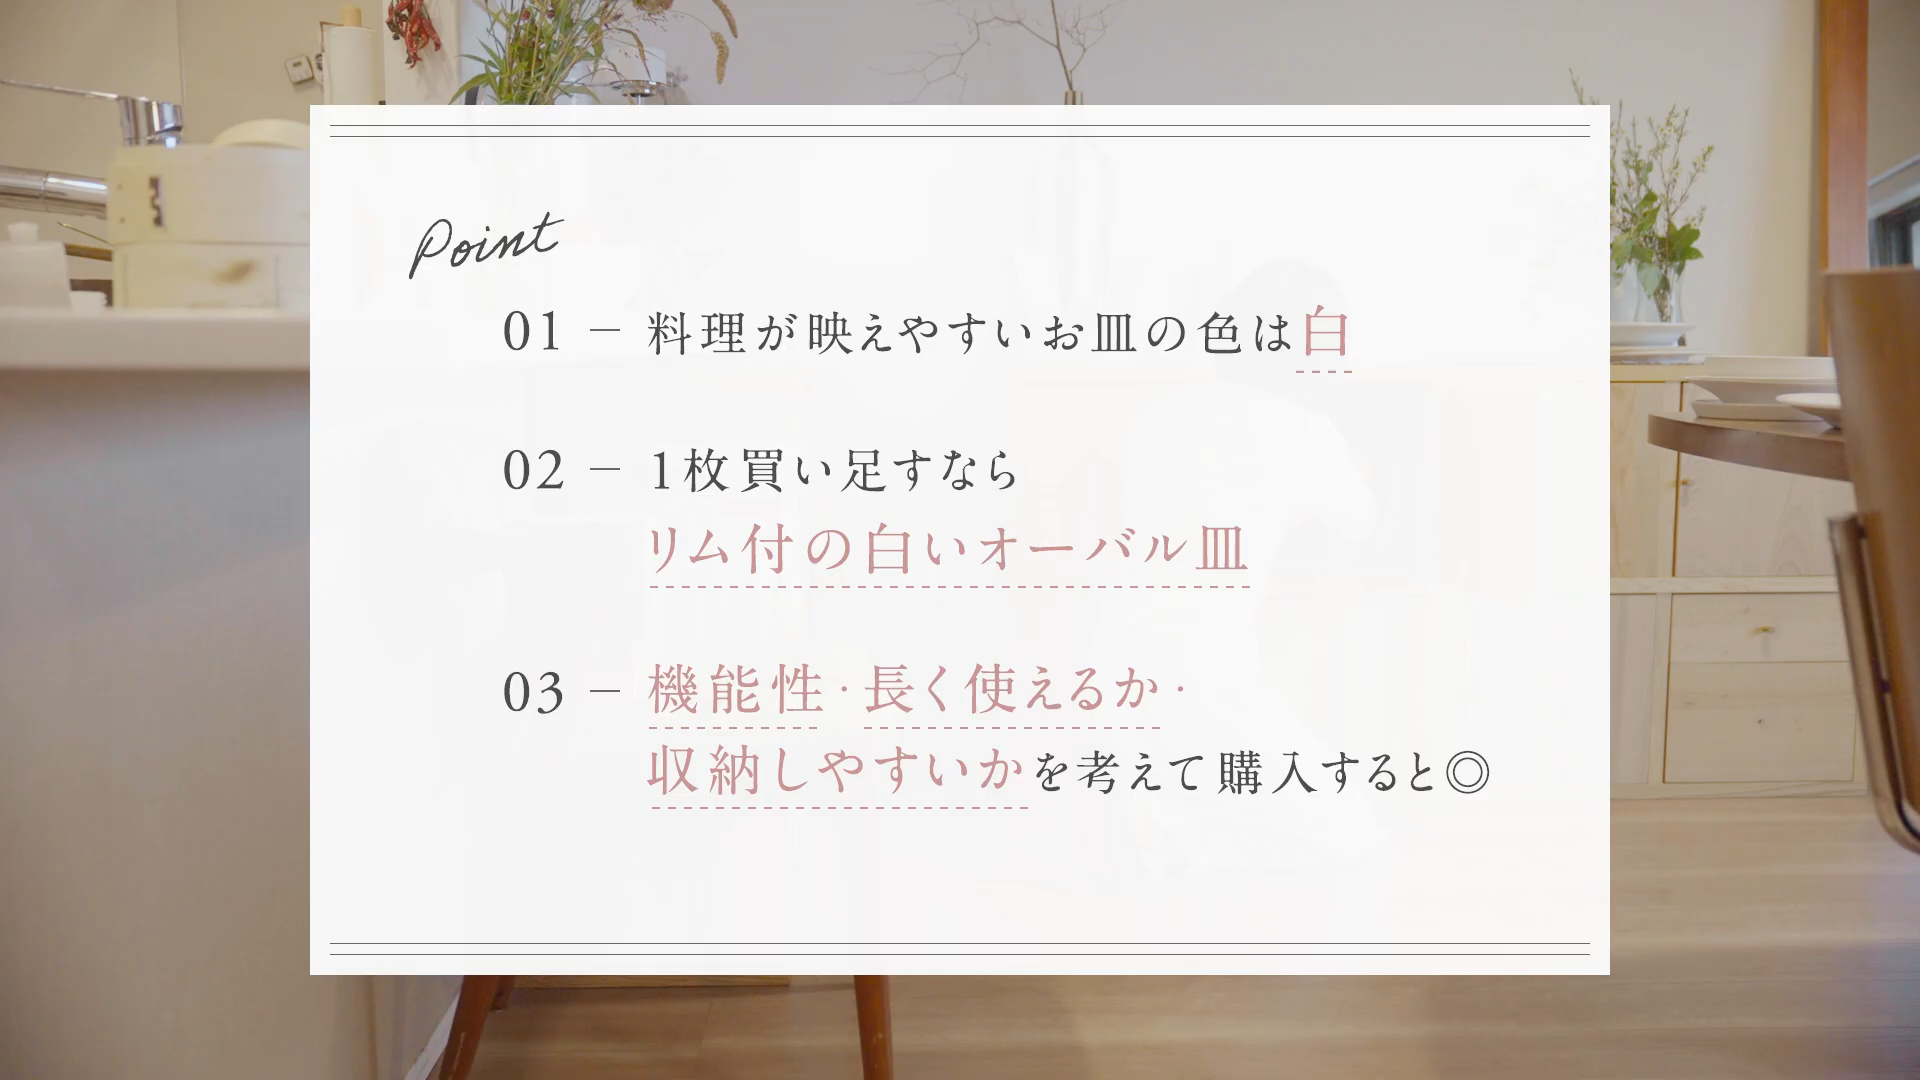 Point
01 － 料理が映えやすいお皿の色は白
02 － 1枚買い足すなら
リム付の白いオーバル皿
03 － 機能性・長く使えるか・
収納しやすいかを考えて購入すると◎